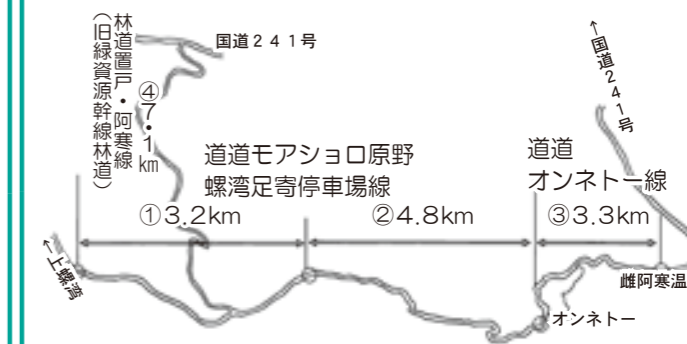 林道置戸・阿寒線
（旧緑資源幹線林道）
④7・1km
国道241号
←国道241号
道道モアショロ原野
螺湾足寄停車場線
道道
オンネトー線
①3.2km
②4.8km
③3.3km
←上螺湾
雌阿寒温
オンネトー